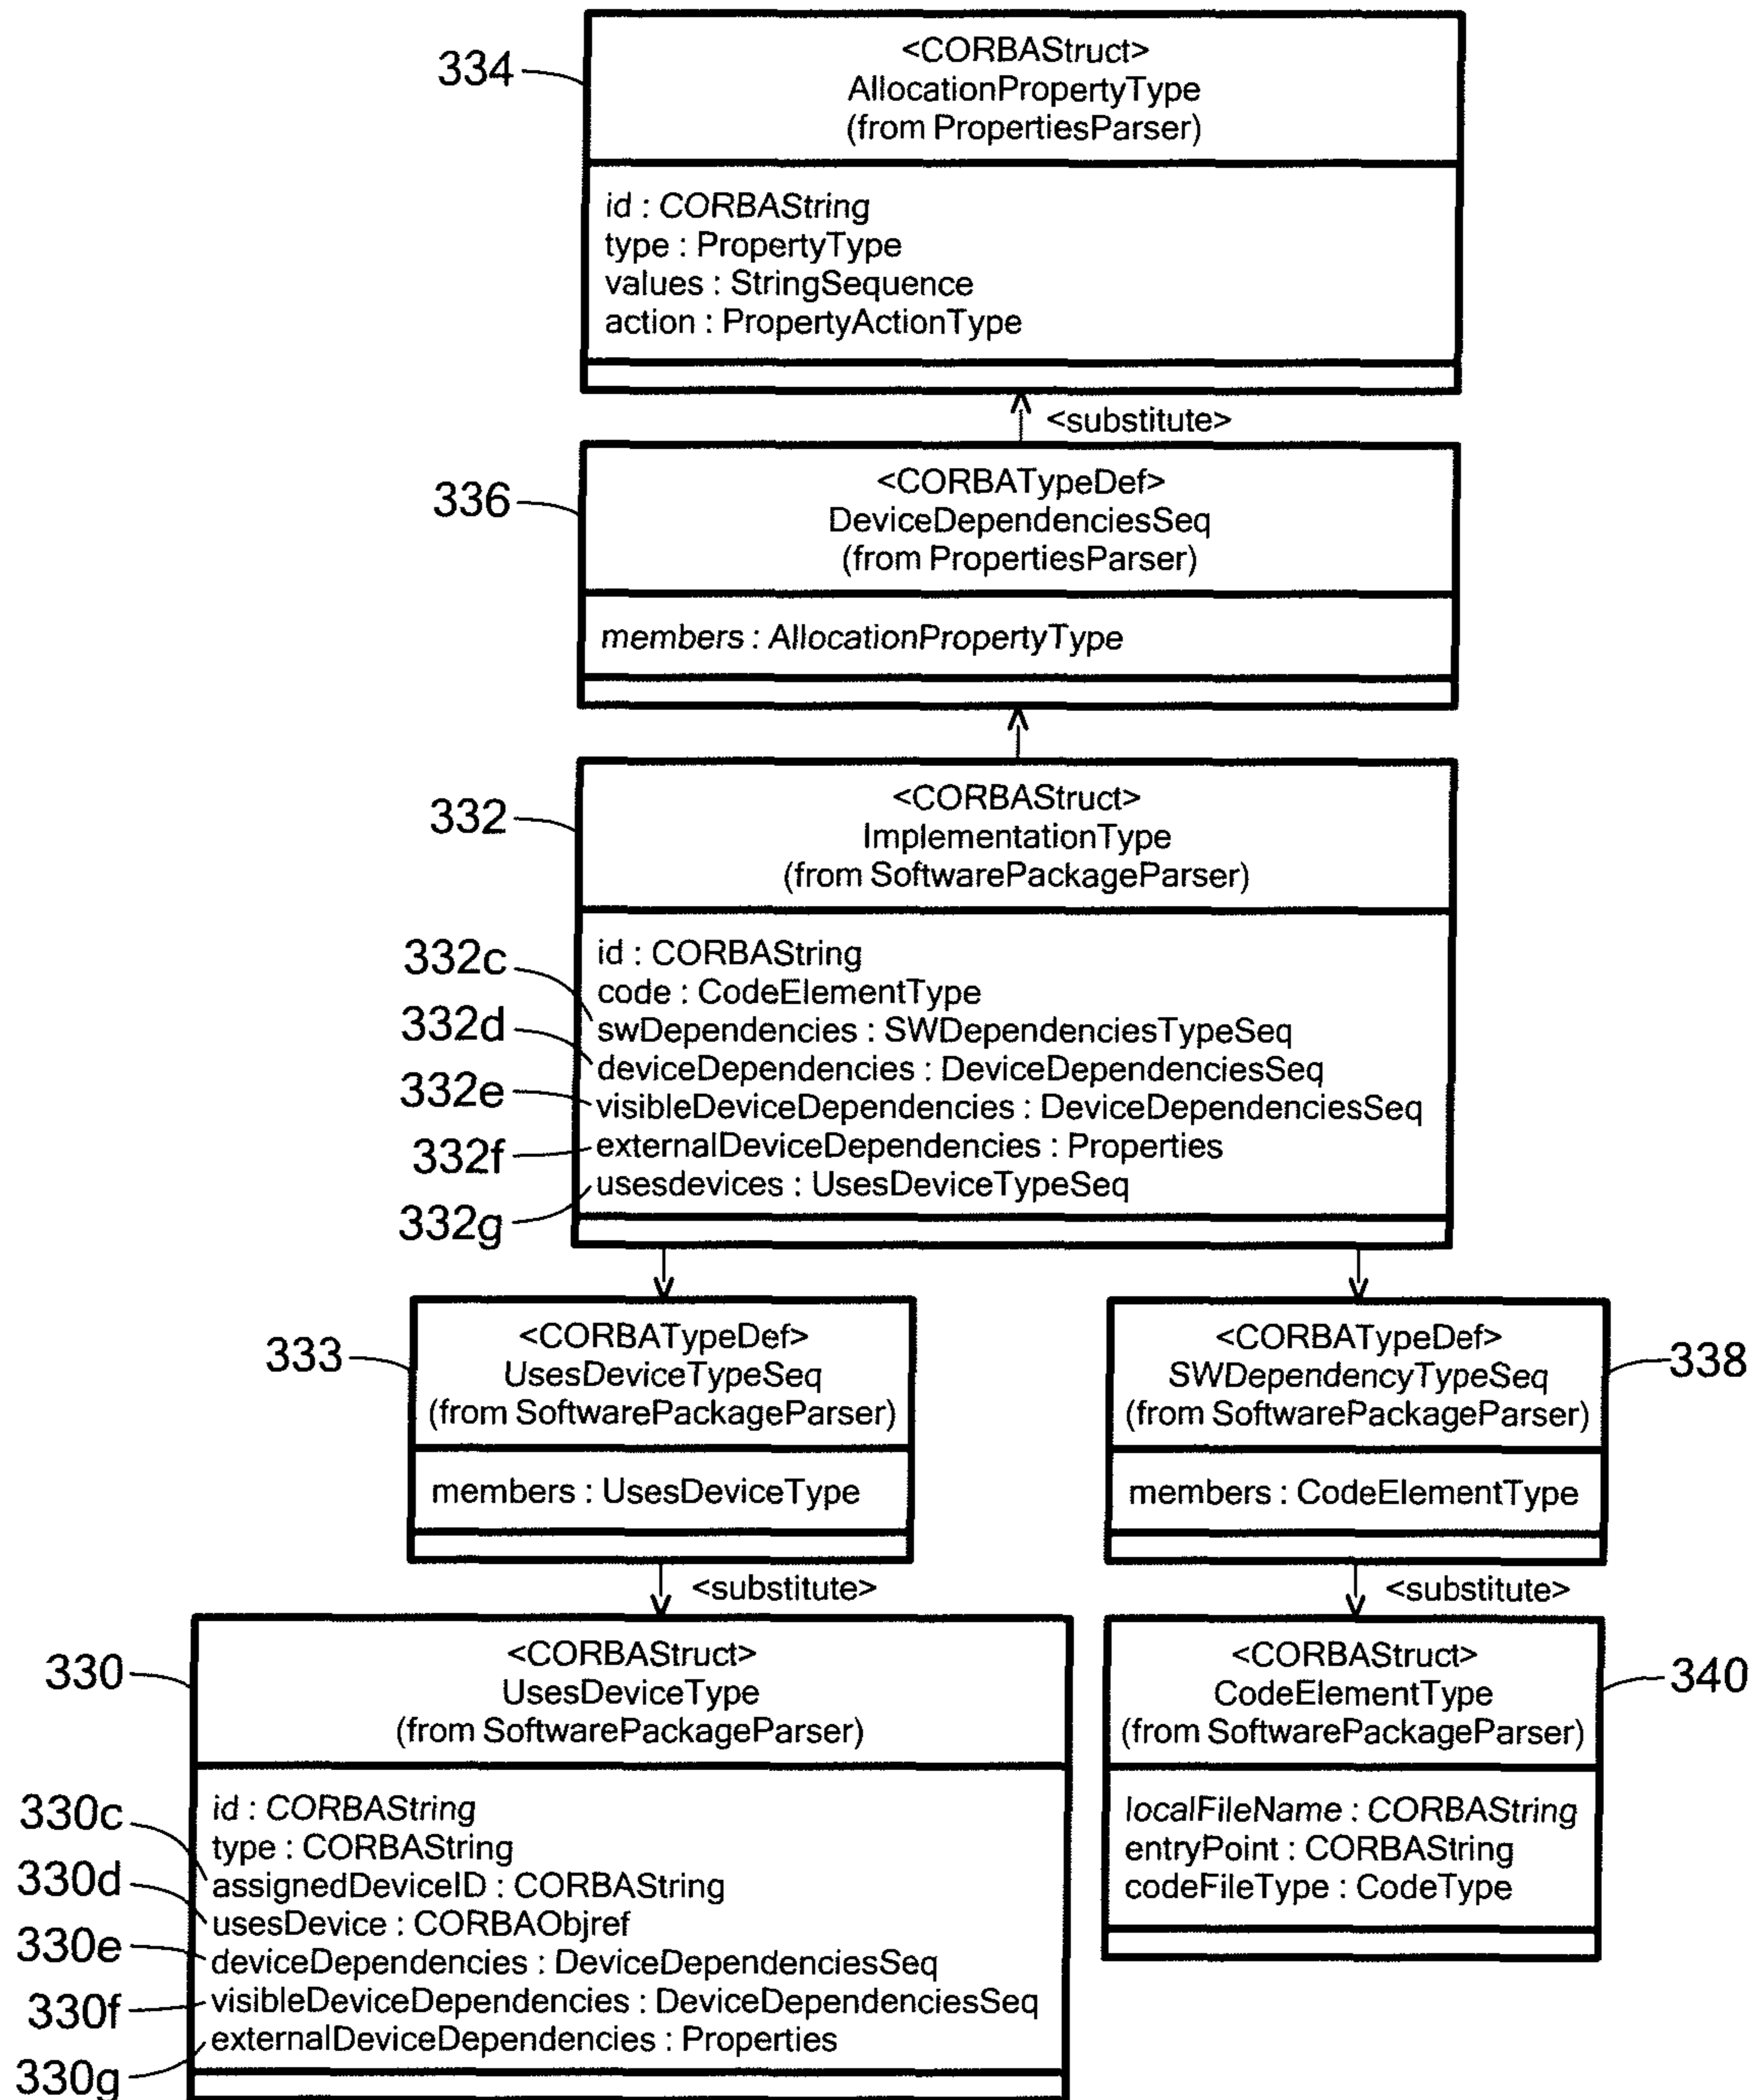 334
<CORBAStruct>
AllocationPropertyType
(from PropertiesParser)
id : CORBAString
type : PropertyType
values : StringSequence
action : PropertyActionType
<substitute>
336
<CORBATypeDef>
DeviceDependenciesSeq
(from PropertiesParser)
members : AllocationPropertyType
332
<CORBAStruct>
ImplementationType
(from SoftwarePackageParser)
id : CORBAString
code : CodeElementType
332c
swDependencies : SWDependenciesTypeSeq
332d
deviceDependencies : DeviceDependenciesSeq
332e
visibleDeviceDependencies : DeviceDependenciesSeq
332f
externalDeviceDependencies : Properties
332g
usesdevices : UsesDeviceTypeSeq
333
<CORBATypeDef>
UsesDeviceTypeSeq
(from SoftwarePackageParser)
members : UsesDeviceType
<substitute>
338
<CORBATypeDef>
SWDependencyTypeSeq
(from SoftwarePackageParser)
members : CodeElementType
<substitute>
330
<CORBAStruct>
UsesDeviceType
(from SoftwarePackageParser)
id : CORBAString
type : CORBAString
330c
assignedDeviceID : CORBAString
330d
usesDevice : CORBAObjref
330e
deviceDependencies : DeviceDependenciesSeq
330f
visibleDeviceDependencies : DeviceDependenciesSeq
330g
externalDeviceDependencies : Properties
340
<CORBAStruct>
CodeElementType
(from SoftwarePackageParser)
localFileName : CORBAString
entryPoint : CORBAString
codeFileType : CodeType